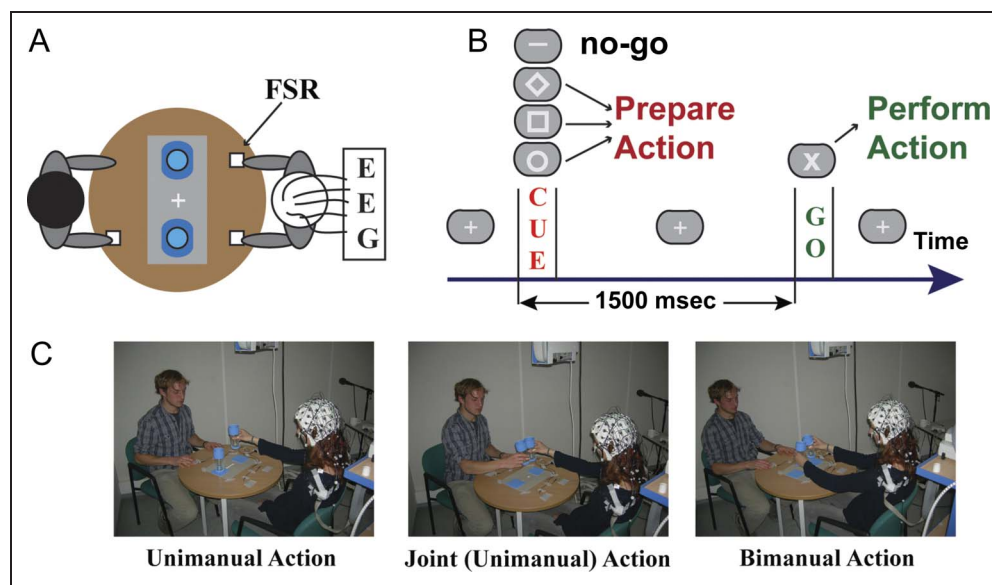 A
FSR
E
E
G
B
no-go
Prepare
Action
Perform
Action
X
C
U
E
G
O
Time
1500 msec
C
Unimanual Action
Joint (Unimanual) Action
Bimanual Action